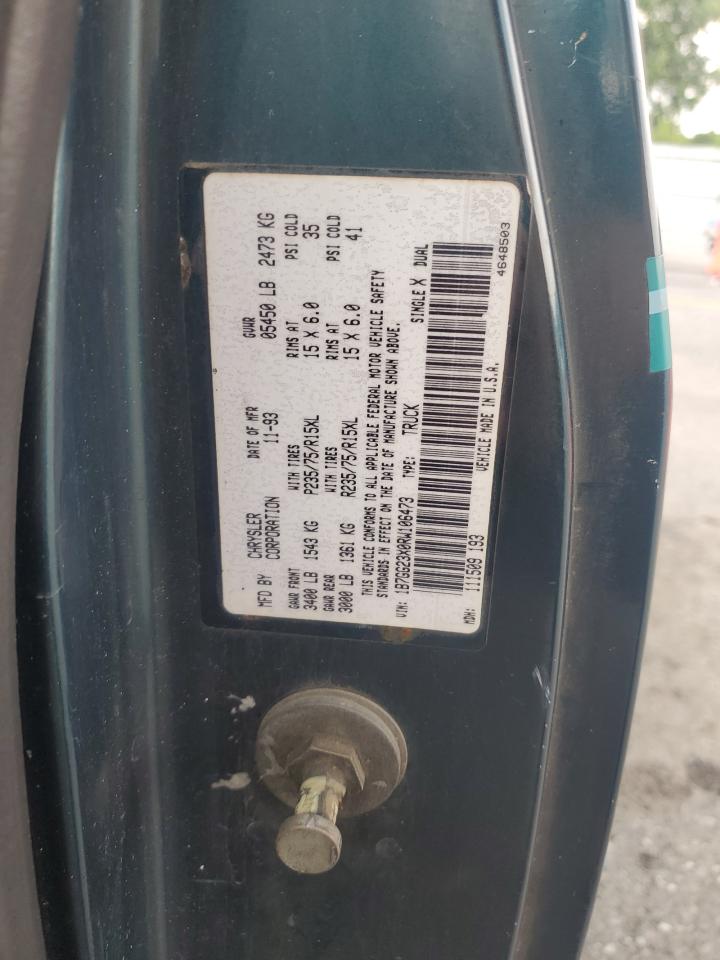 MFD BY CHRYSLER CORPORATION DATE OF MFR 11-93 GVWR 05450 LB 2473 KG
GAWR FRONT WITH TIRES RIMS AT PSI COLD
3400 LB 1543 KG P235/75/R15XL 15 X 6.0 35
GAWR REAR WITH TIRES RIMS AT PSI COLD
3000 LB 1361 KG R235/75/R15XL 15 X 6.0 41
THIS VEHICLE CONFORMS TO ALL APPLICABLE FEDERAL MOTOR VEHICLE SAFETY
STANDARDS IN EFFECT ON THE DATE OF MANUFACTURE SHOWN ABOVE.
VIN: 1B7GG23X0RW106473 TYPE: TRUCK SINGLE X DUAL
MDH: 111509 193 VEHICLE MADE IN U.S.A. 4648503